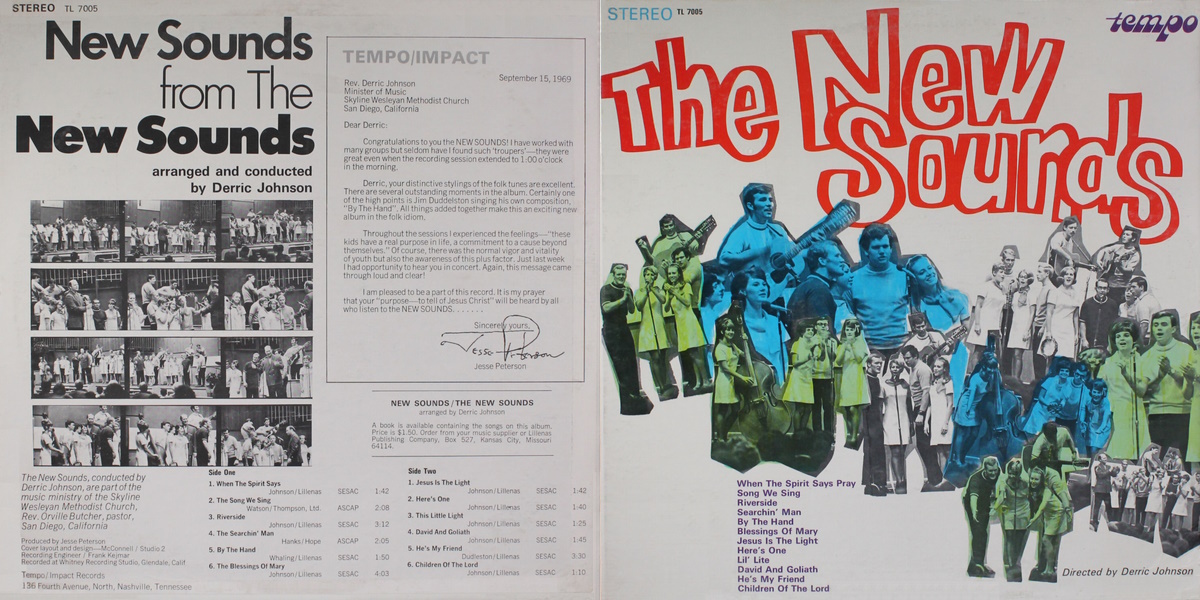 STEREO TL 7005
New Sounds
from The
New Sounds
arranged and conducted
by Derric Johnson
TEMPO/IMPACT
September 15, 1969
Rev. Derric Johnson
Minister of Music
Skyline Wesleyan Methodist Church
San Diego, California
Dear Derric:
Congratulations to you the NEW SOUNDS! I have worked with
many groups but seldom have I found such 'troupers'—they were
great even when the recording session extended to 1:00 o'clock
in the morning.
Derric, your distinctive stylings of the folk tunes are excellent.
There are several outstanding moments in the album. Certainly one
of the high points is Jim Duddelston singing his own composition,
"By The Hand". All things added together make this an exciting new
album in the folk idiom.
Throughout the sessions I experienced the feelings—"these
kids have a real purpose in life, a commitment to a cause beyond
themselves." Of course, there was the normal vigor and vitality
of youth but also the awareness of this plus factor. Just last week
I had opportunity to hear you in concert. Again, this message came
through loud and clear!
I am pleased to be a part of this record. It is my prayer
that your "purpose—to tell of Jesus Christ" will be heard by all
who listen to the NEW SOUNDS. . . . . . .
Sincerely yours,
Jesse Peterson
Jesse Peterson
NEW SOUNDS/THE NEW SOUNDS
arranged by Derric Johnson
A book is available containing the songs on this album.
Price is $1.50. Order from your music supplier or Lillenas
Publishing Company, Box 527, Kansas City, Missouri
64114.
The New Sounds, conducted by
Derric Johnson, are part of the
music ministry of the Skyline
Wesleyan Methodist Church,
Rev. Orville Butcher, pastor,
San Diego, California
Produced by Jesse Peterson
Cover layout and design—McConnell / Studio 2
Recording Engineer / Frank Kejmar
Recorded at Whitney Recording Studio, Glendale, Calif
Tempo/Impact Records
136 Fourth Avenue, North, Nashville, Tennessee
Side One
1. When The Spirit Says
Johnson/Lillenas SESAC 1:42
2. The Song We Sing
Watson/Thompson, Ltd. ASCAP 2:08
3. Riverside
Johnson/Lillenas SESAC 3:12
4. The Searchin' Man
Hanks/Hope ASCAP 2:05
5. By The Hand
Whaling/Lillenas SESAC 1:50
6. The Blessings Of Mary
Johnson/Lillenas SESAC 4:03
Side Two
1. Jesus Is The Light
Johnson/Lillenas SESAC 1:42
2. Here's One
Johnson/Lillenas SESAC 1:40
3. This Little Light
Johnson/Lillenas SESAC 1:25
4. David And Goliath
Johnson/Lillenas SESAC 1:45
5. He's My Friend
Dudleston/Lillenas SESAC 3:30
6. Children Of The Lord
Johnson/Lillenas SESAC 1:10
STEREO TL 7005
tempo
The New
Sounds
When The Spirit Says Pray
Song We Sing
Riverside
Searchin' Man
By The Hand
Blessings Of Mary
Jesus Is The Light
Here's One
Lil' Lite
David And Goliath
He's My Friend
Children Of The Lord
Directed by Derric Johnson